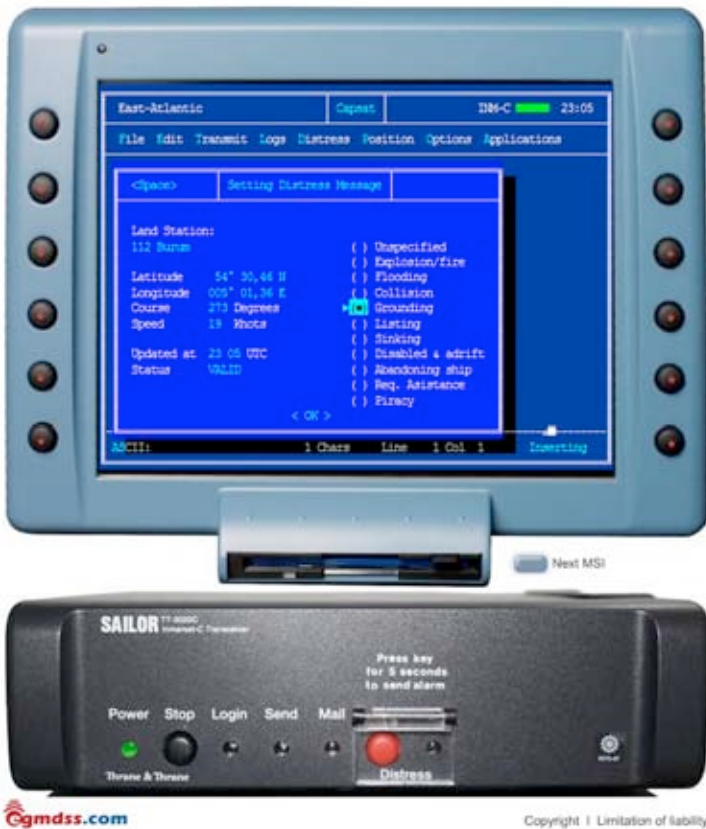 East-Atlantic Capsat INM-C 23:05
File Edit Transmit Logs Distress Position Options Applications
<Space> Setting Distress Message
Land Station:
112 Burum
Latitude 54° 30,46 N
Longitude 005° 01,36 E
Course 273 Degrees
Speed 19 Knots
Updated at 23 05 UTC
Status VALID
( ) Unspecified
( ) Explosion/fire
( ) Flooding
( ) Collision
Grounding
( ) Listing
( ) Sinking
( ) Disabled & adrift
( ) Abandoning ship
( ) Req. Asistance
( ) Piracy
< OK >
ASCII: 1 Chars Line 1 Col 1 Inserting
Next MSI
SAILOR
Inmarsat-C Transceiver
Press key
for 5 seconds
to send alarm
Power Stop Login Send Mail
Thrane & Thrane
Distress
egmdss.com
Copyright | Limitation of liability